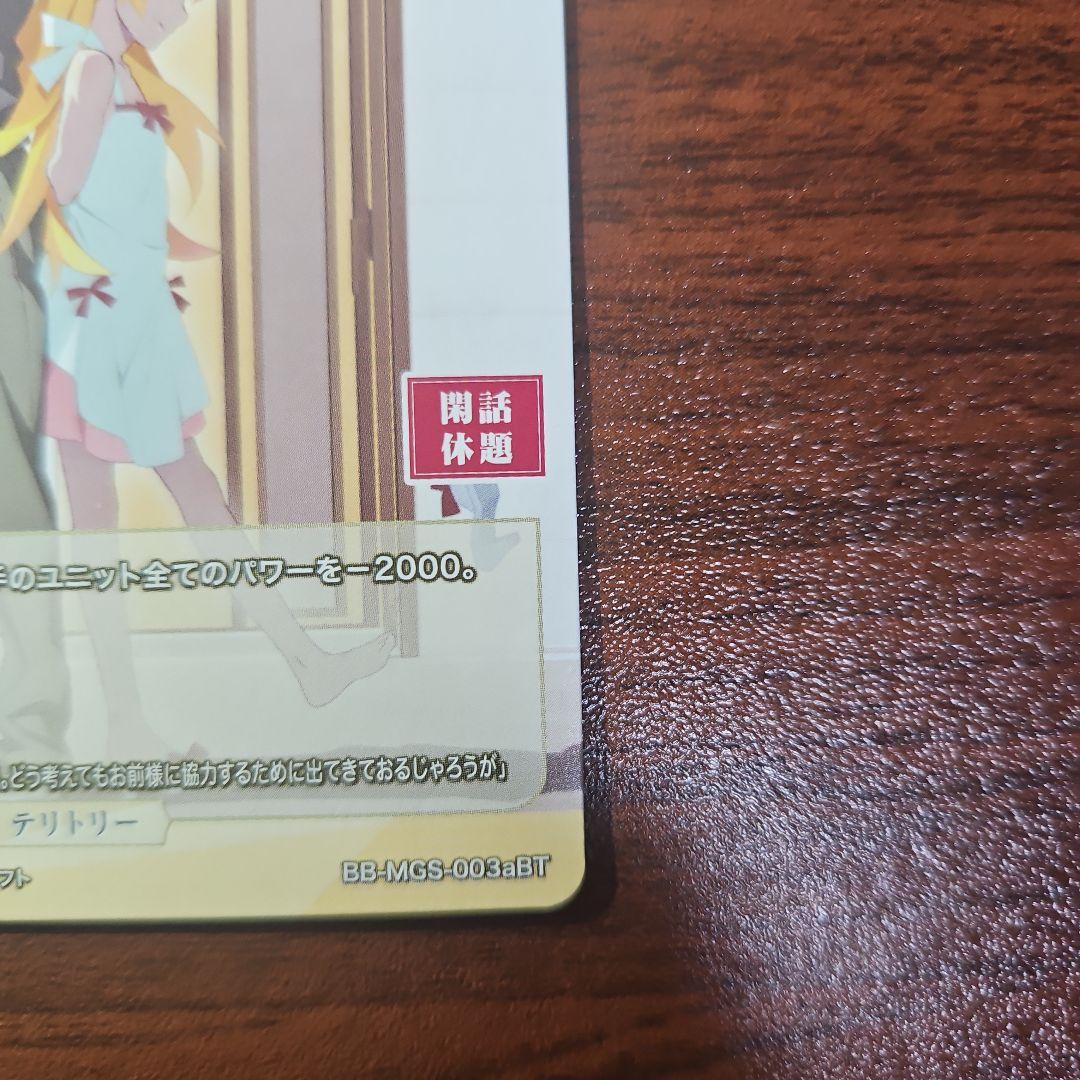 閑話
休題
のユニット全てのパワーを－2000。
。どう考えてもお前様に協力するために出てきておるじゃろうが」
テリトリー
フト
BB-MGS-003aBT